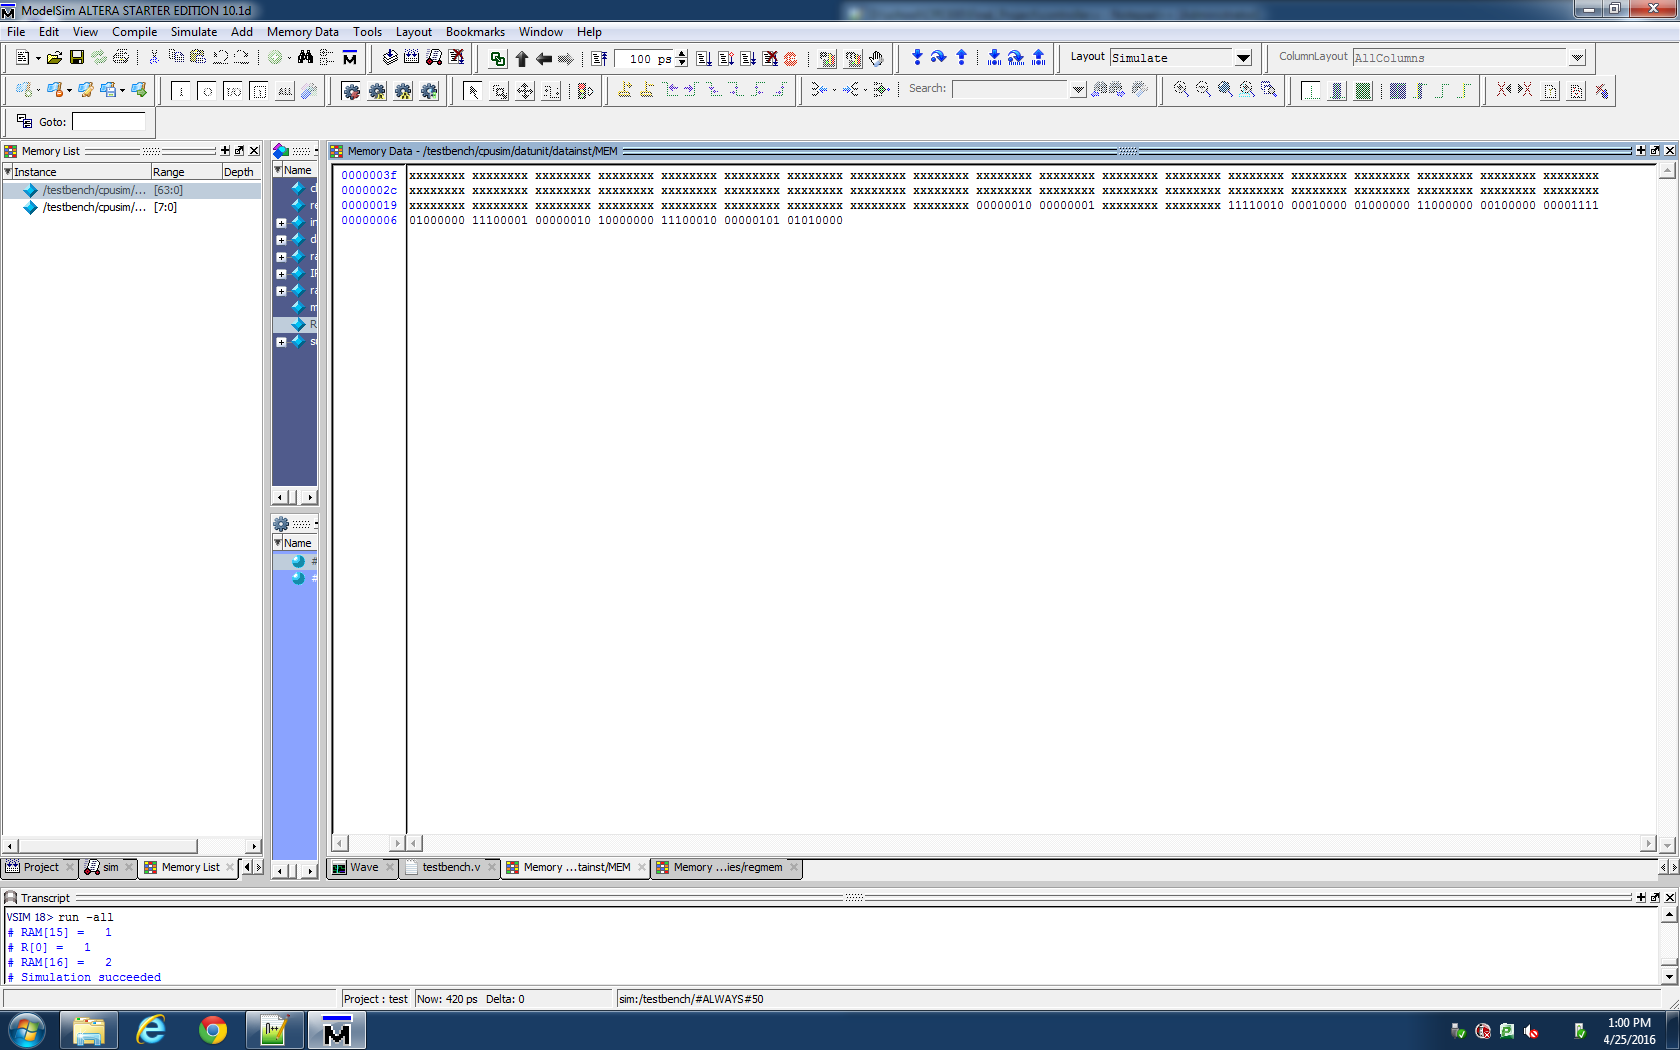 ModelSim ALTERA STARTER EDITION 10.1d
File Edit View Compile Simulate Add Memory Data Tools Layout Bookmarks Window Help
100 ps Layout Simulate ColumnLayout AllColumns
I/O ALL Search:
Goto:
Memory List
Instance Range Depth
/testbench/cpusim/... [63:0]
/testbench/cpusim/... [7:0]
Name
Name
Memory Data - /testbench/cpusim/datunit/datainst/MEM
0000003f xxxxxxxx xxxxxxxx xxxxxxxx xxxxxxxx xxxxxxxx xxxxxxxx xxxxxxxx xxxxxxxx xxxxxxxx xxxxxxxx xxxxxxxx xxxxxxxx xxxxxxxx xxxxxxxx xxxxxxxx xxxxxxxx xxxxxxxx xxxxxxxx xxxxxxxx
0000002c xxxxxxxx xxxxxxxx xxxxxxxx xxxxxxxx xxxxxxxx xxxxxxxx xxxxxxxx xxxxxxxx xxxxxxxx xxxxxxxx xxxxxxxx xxxxxxxx xxxxxxxx xxxxxxxx xxxxxxxx xxxxxxxx xxxxxxxx xxxxxxxx xxxxxxxx
00000019 xxxxxxxx xxxxxxxx xxxxxxxx xxxxxxxx xxxxxxxx xxxxxxxx xxxxxxxx xxxxxxxx xxxxxxxx 00000010 00000001 xxxxxxxx xxxxxxxx 11110010 00010000 01000000 11000000 00100000 00001111
00000006 01000000 11100001 00000010 10000000 11100010 00000101 01010000
Project sim Memory List
Wave testbench.v Memory ...tainst/MEM Memory ...ies/regmem
Transcript
VSIM 18> run -all
# RAM[15] = 1
# R[0] = 1
# RAM[16] = 2
# Simulation succeeded
Project : test Now: 420 ps Delta: 0 sim:/testbench/#ALWAYS#50
1:00 PM
4/25/2016